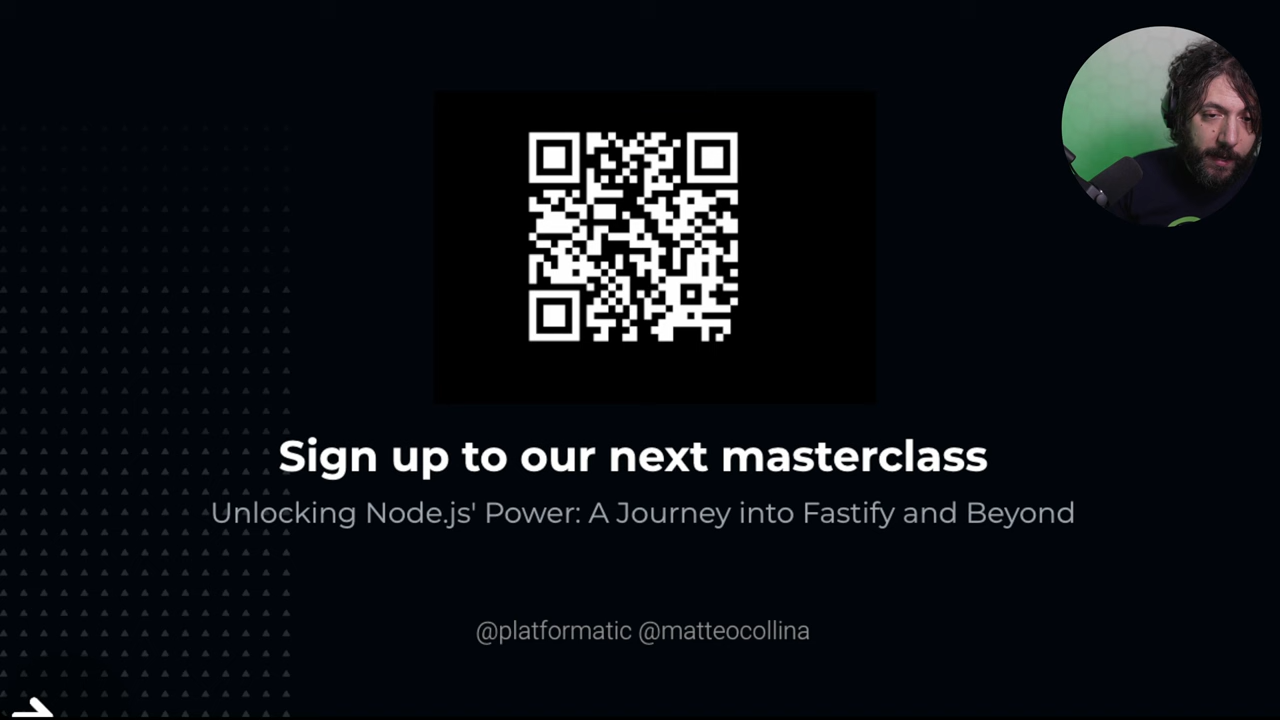 Sign up to our next masterclass
Unlocking Node.js' Power: A Journey into Fastify and Beyond
@platformatic @matteocollina